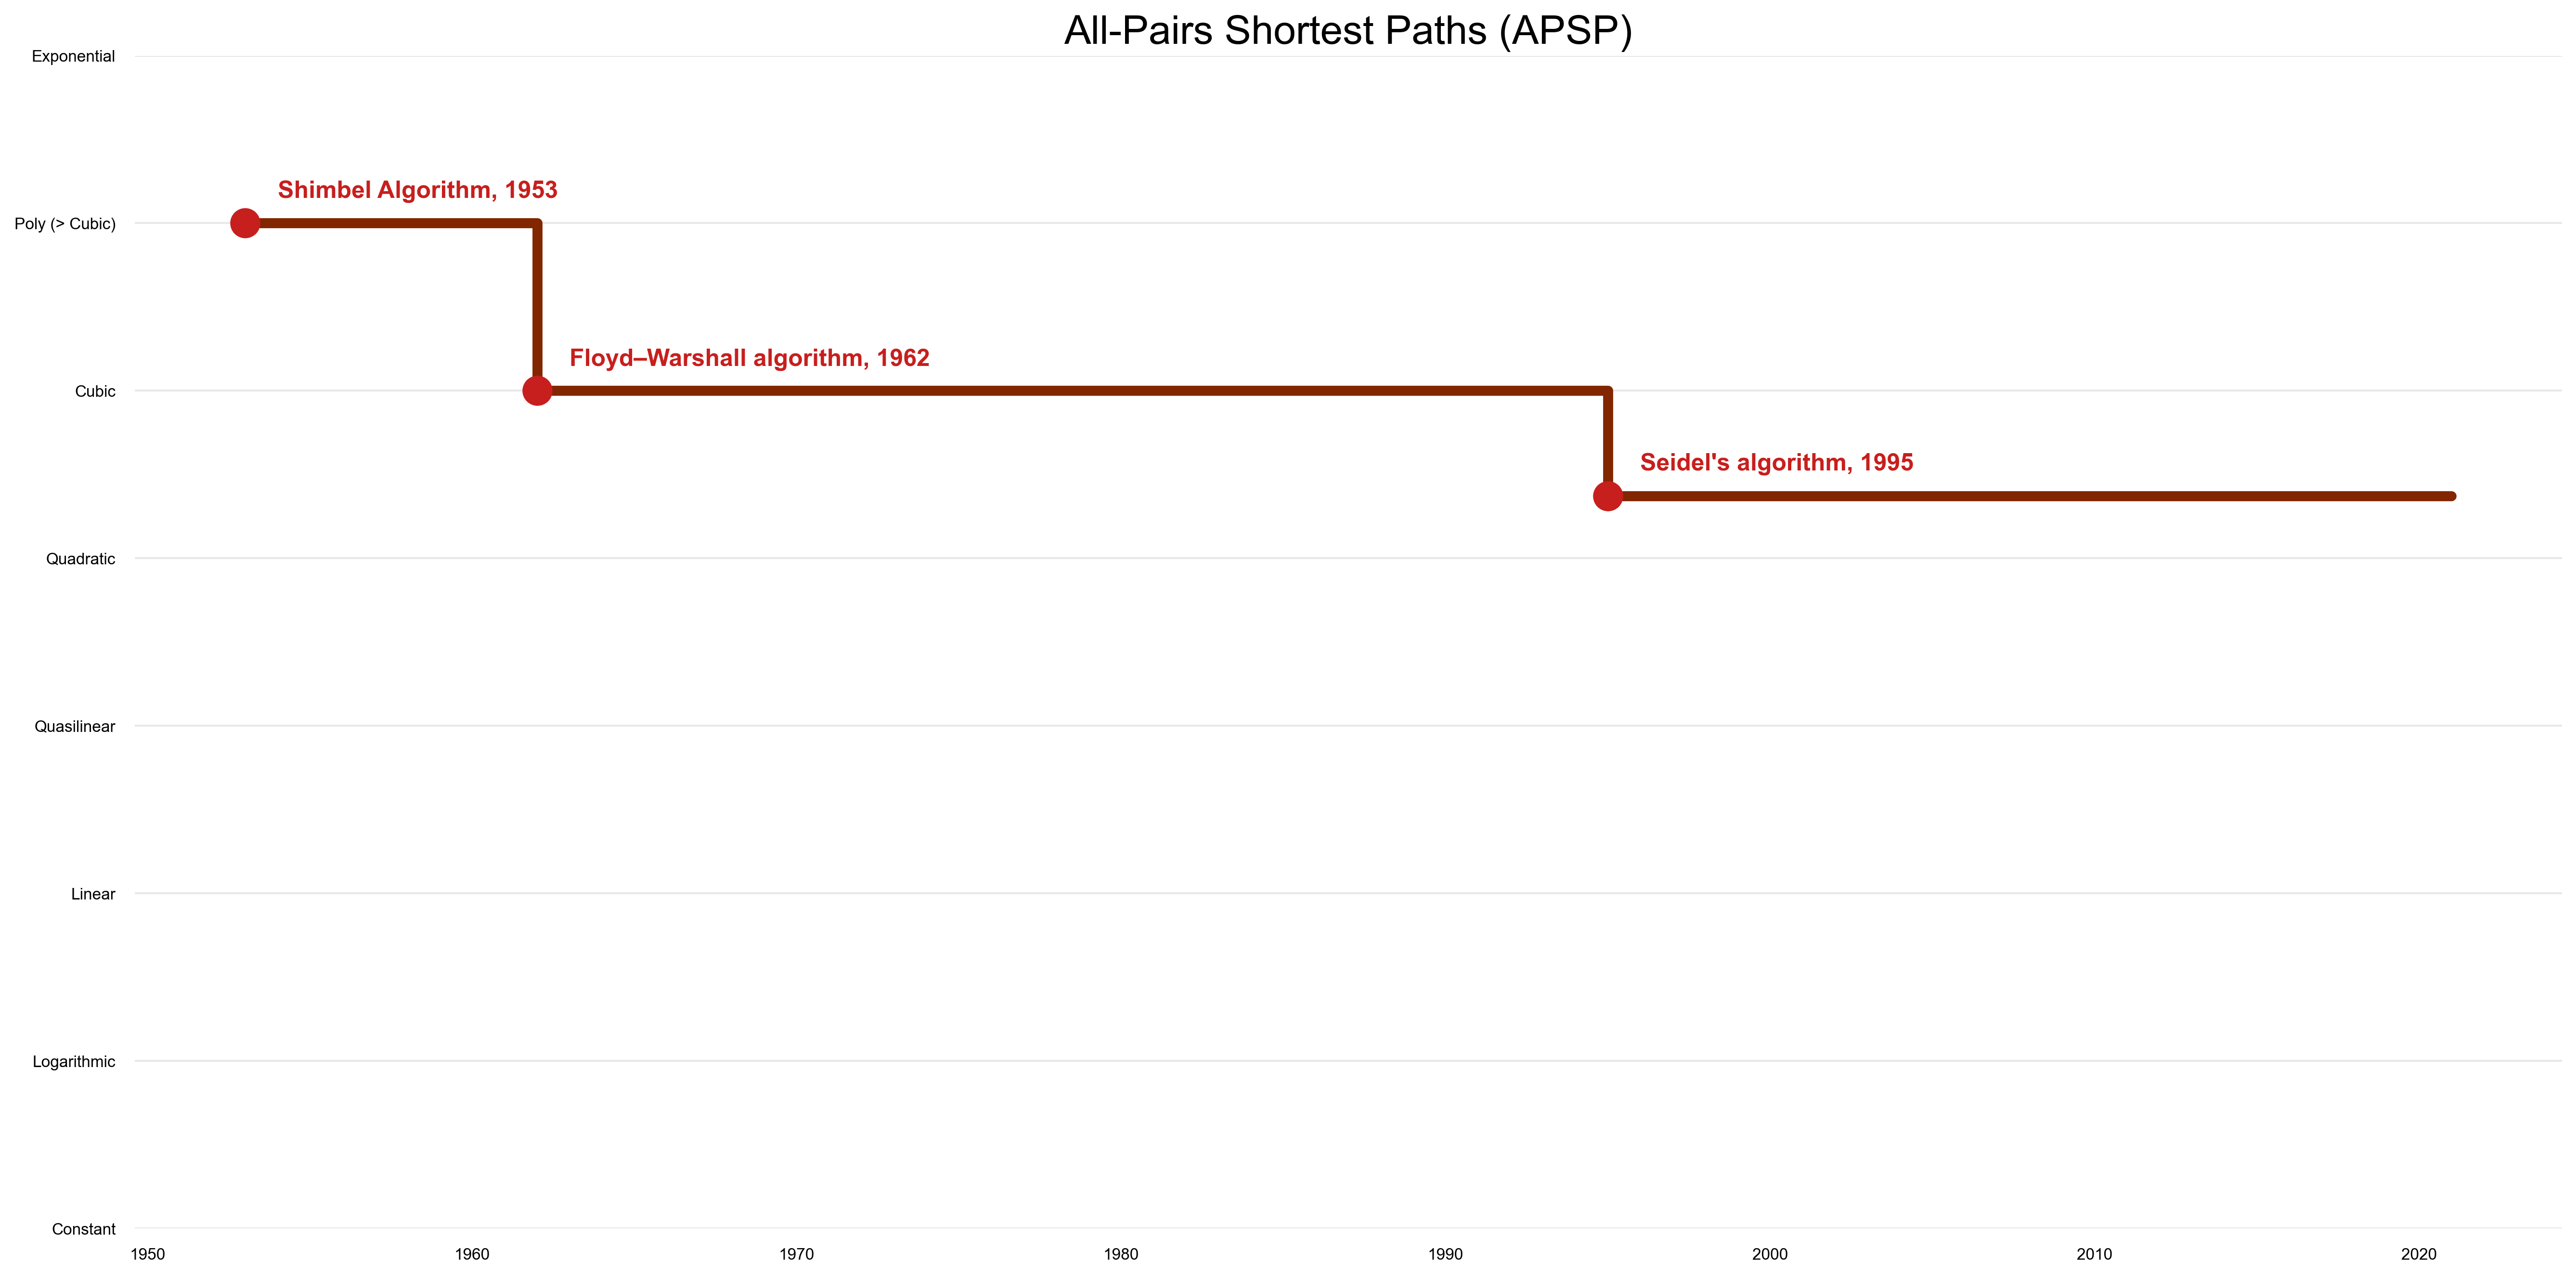 All-Pairs Shortest Paths (APSP)
Exponential
Shimbel Algorithm, 1953
Poly (> Cubic)
Floyd–Warshall algorithm, 1962
Cubic
Seidel's algorithm, 1995
Quadratic
Quasilinear
Linear
Logarithmic
Constant
1950 1960 1970 1980 1990 2000 2010 2020